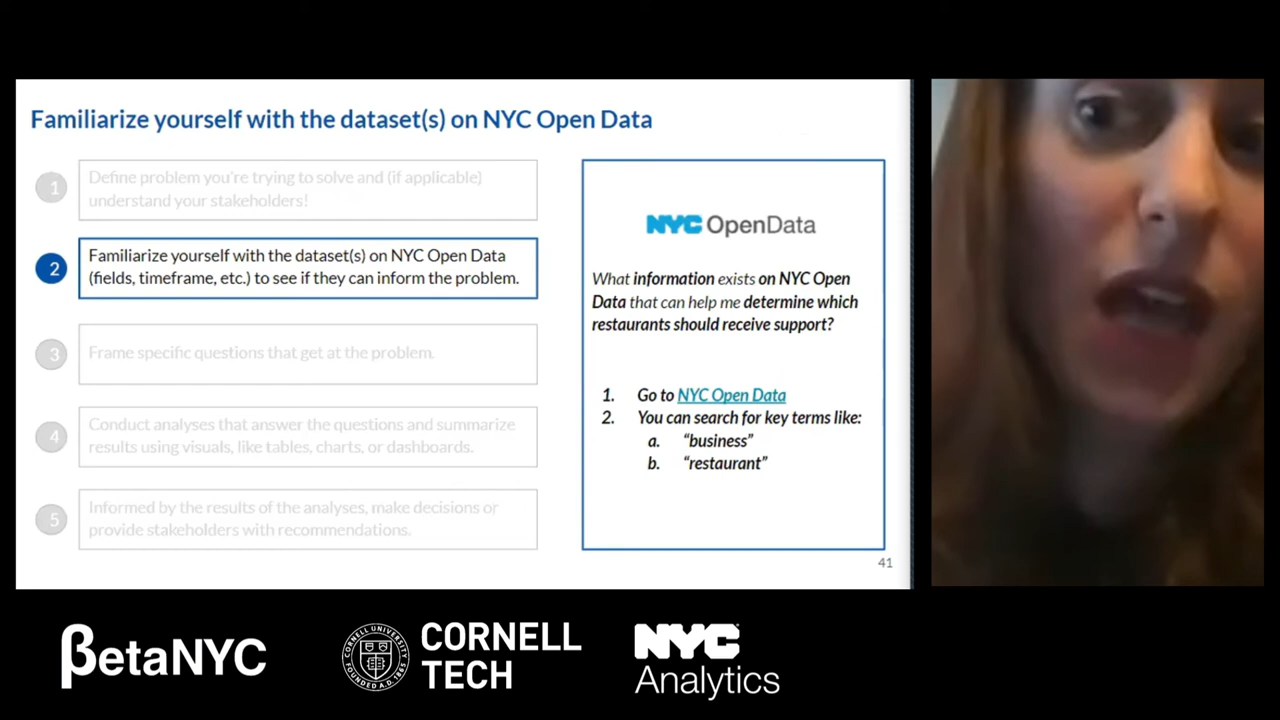 Familiarize yourself with the dataset(s) on NYC Open Data
1
Define problem you're trying to solve and (if applicable)
understand your stakeholders!
2
Familiarize yourself with the dataset(s) on NYC Open Data
(fields, timeframe, etc.) to see if they can inform the problem.
3
Frame specific questions that get at the problem.
4
Conduct analyses that answer the questions and summarize
results using visuals, like tables, charts, or dashboards.
5
Informed by the results of the analyses, make decisions or
provide stakeholders with recommendations.
NYC OpenData
What information exists on NYC Open
Data that can help me determine which
restaurants should receive support?
1. Go to NYC Open Data
2. You can search for key terms like:
a. “business”
b. “restaurant”
41
βetaNYC
CORNELL UNIVERSITY
FOUNDED A.D. 1865
CORNELL
TECH
NYC
Analytics